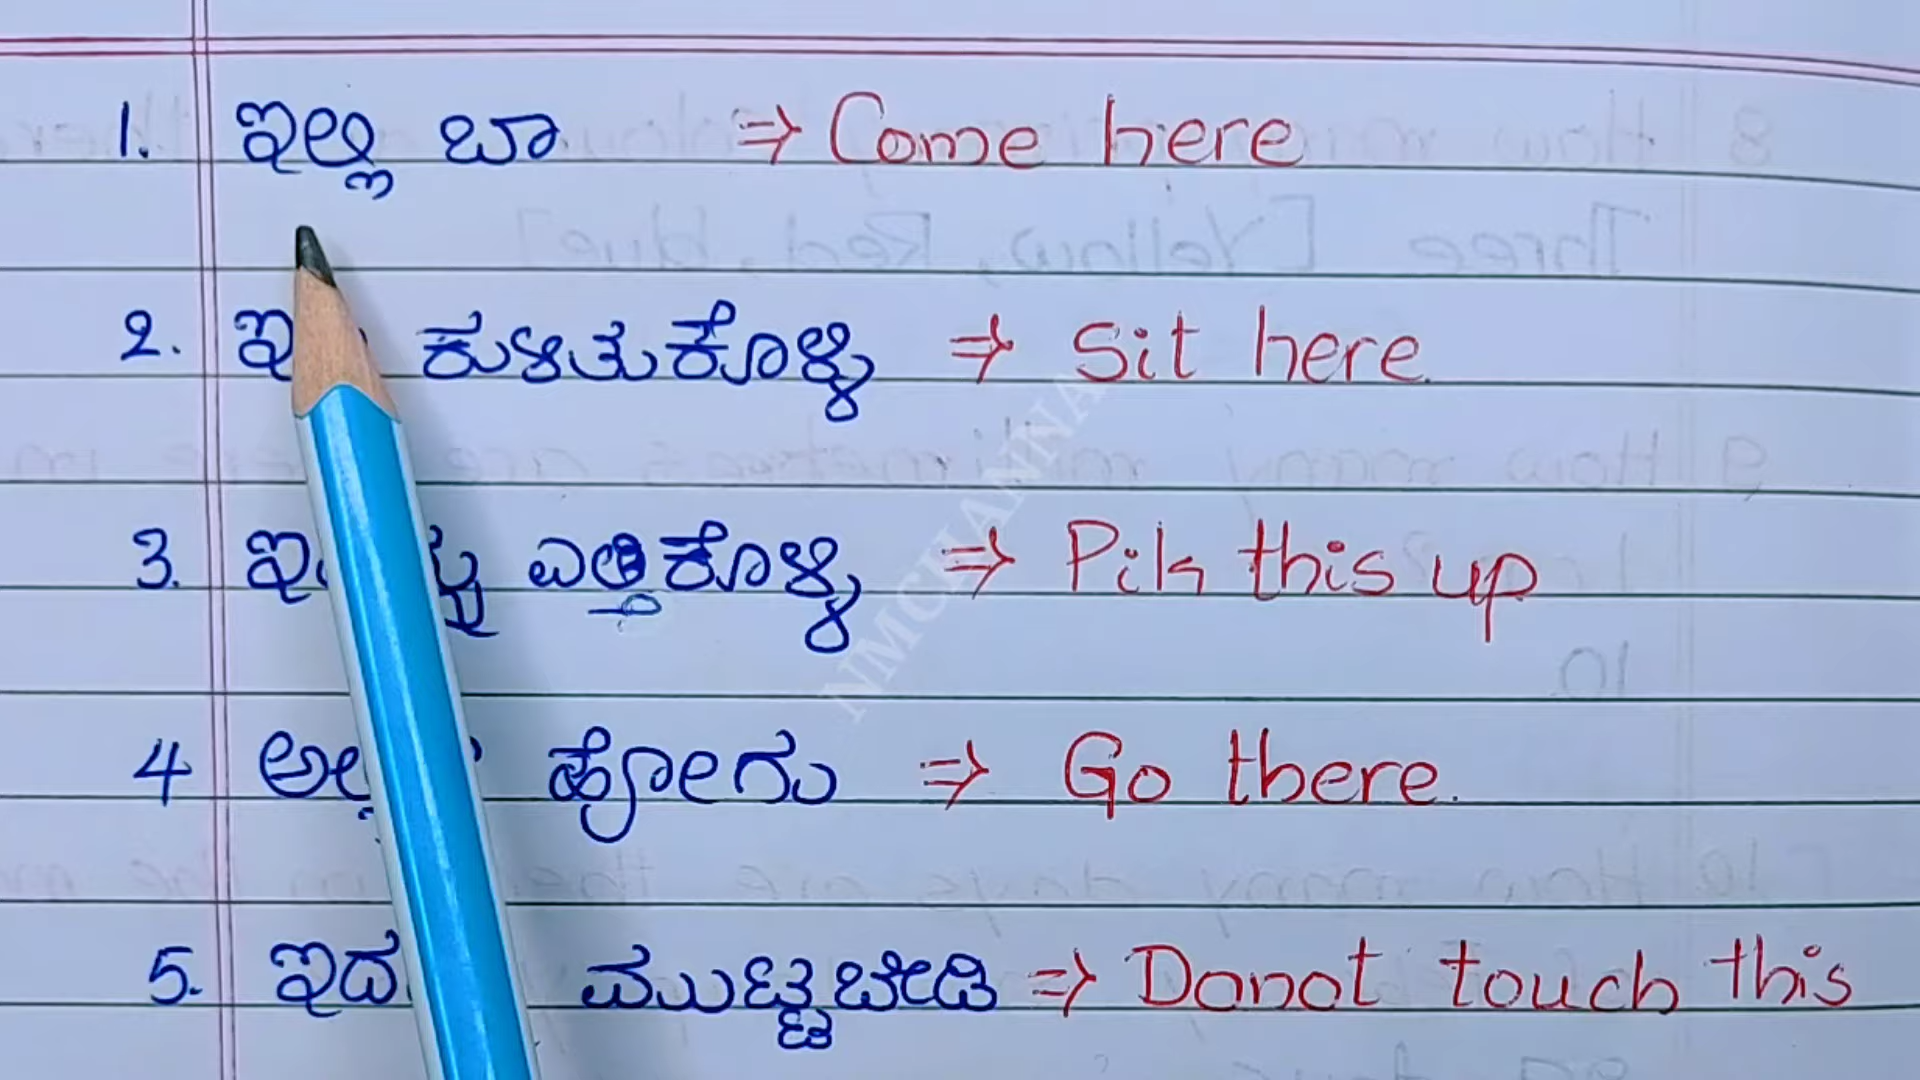 1. ಇಲ್ಲಿ ಬಾ ⇒ Come here
2. ಕುಳಿತುಕೊಳ್ಳಿ ⇒ Sit here.
3. ಎತ್ತಿಕೊಳ್ಳಿ ⇒ Pik this up
4 ಹೋಗು ⇒ Go there.
5. ಮುಟ್ಟಬೇಡಿ ⇒ Donot touch this
NMCHANNA